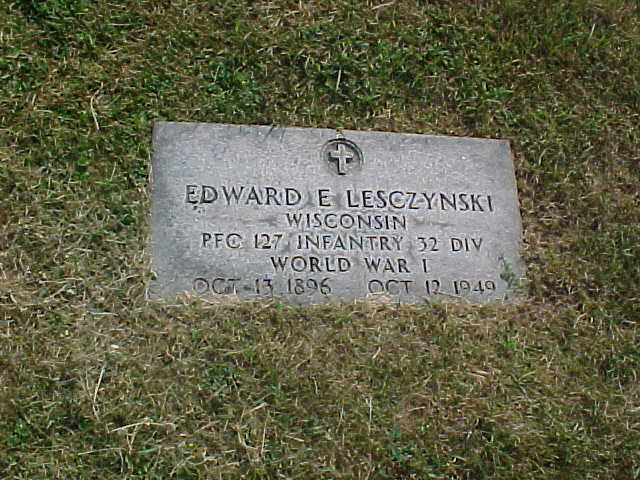 EDWARD E LESCZYNSKI
WISCONSIN
PFC 127 INFANTRY 32 DIV
WORLD WAR I
OCT 13 1896 OCT 12 1949